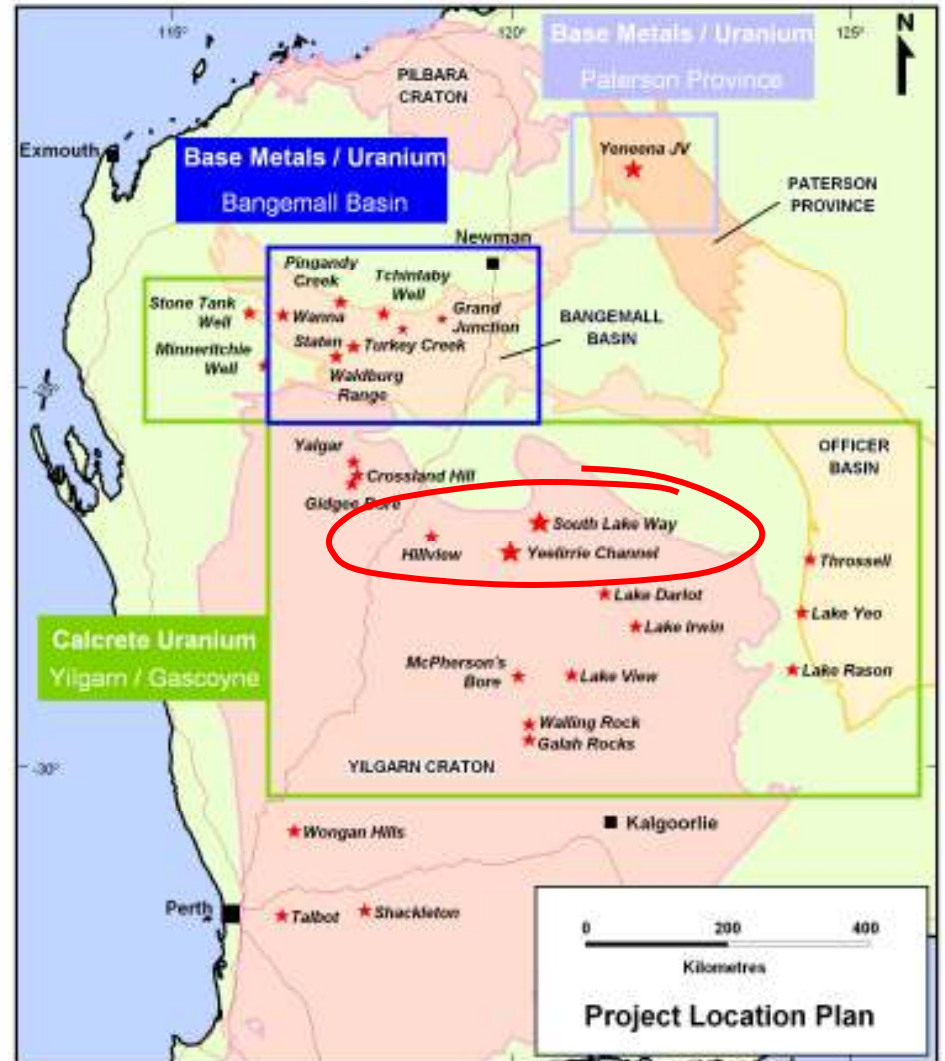 115°
120°
125°
Base Metals / Uranium
Paterson Province
N
PILBARA
CRATON
Exmouth
Base Metals / Uranium
Bangemall Basin
Yeneena JV
PATERSON
PROVINCE
Newman
Pingandy
Creek
Tchintaby
Well
Stone Tank
Well
Wanna
Grand
Junction
BANGEMALL
BASIN
Staten
Turkey Creek
Minneritchie
Well
Waldburg
Range
Yalgar
OFFICER
BASIN
Crossland Hill
Gidgee Bore
South Lake Way
Hillview
Yeelirrie Channel
Throssell
Lake Darlot
Lake Yeo
Lake Irwin
Calcrete Uranium
Yilgarn / Gascoyne
McPherson's
Bore
Lake View
Lake Rason
Walling Rock
Galah Rocks
-30°
YILGARN CRATON
Wongan Hills
Kalgoorlie
Perth
Talbot
Shackleton
0 200 400
Kilometres
Project Location Plan